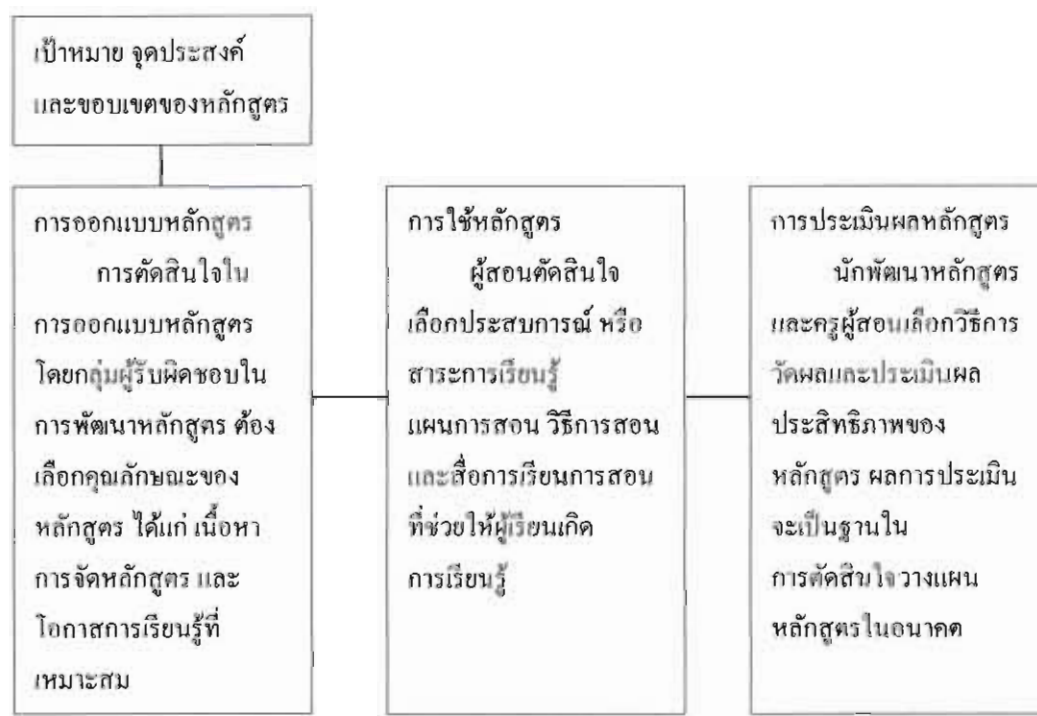 เป้าหมาย จุดประสงค์
และขอบเขตของหลักสูตร
การออกแบบหลักสูตร
การตัดสินใจใน
การออกแบบหลักสูตร
โดยกลุ่มผู้รับผิดชอบใน
การพัฒนาหลักสูตร ต้อง
เลือกคุณลักษณะของ
หลักสูตร ได้แก่ เนื้อหา
การจัดหลักสูตร และ
โอกาสการเรียนรู้ที่
เหมาะสม
การใช้หลักสูตร
ผู้สอนตัดสินใจ
เลือกประสบการณ์ หรือ
สาระการเรียนรู้
แผนการสอน วิธีการสอน
และสื่อการเรียนการสอน
ที่ช่วยให้ผู้เรียนเกิด
การเรียนรู้
การประเมินผลหลักสูตร
นักพัฒนาหลักสูตร
และครูผู้สอนเลือกวิธีการ
วัดผลและประเมินผล
ประสิทธิภาพของ
หลักสูตร ผลการประเมิน
จะเป็นฐานใน
การตัดสินใจวางแผน
หลักสูตรในอนาคต